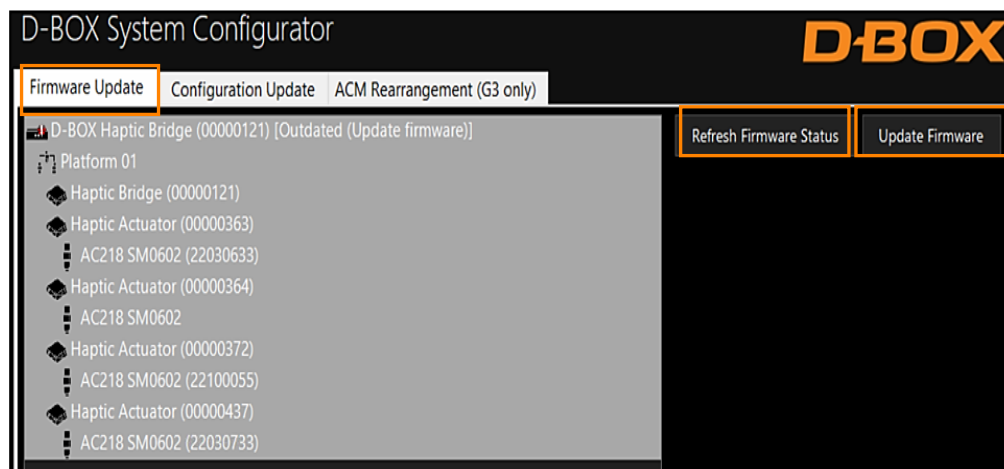 D-BOX System Configurator
D-BOX
Firmware Update
Configuration Update
ACM Rearrangement (G3 only)
D-BOX Haptic Bridge (00000121) [Outdated (Update firmware)]
Refresh Firmware Status
Update Firmware
Platform 01
Haptic Bridge (00000121)
Haptic Actuator (00000363)
AC218 SM0602 (22030633)
Haptic Actuator (00000364)
AC218 SM0602
Haptic Actuator (00000372)
AC218 SM0602 (22100055)
Haptic Actuator (00000437)
AC218 SM0602 (22030733)